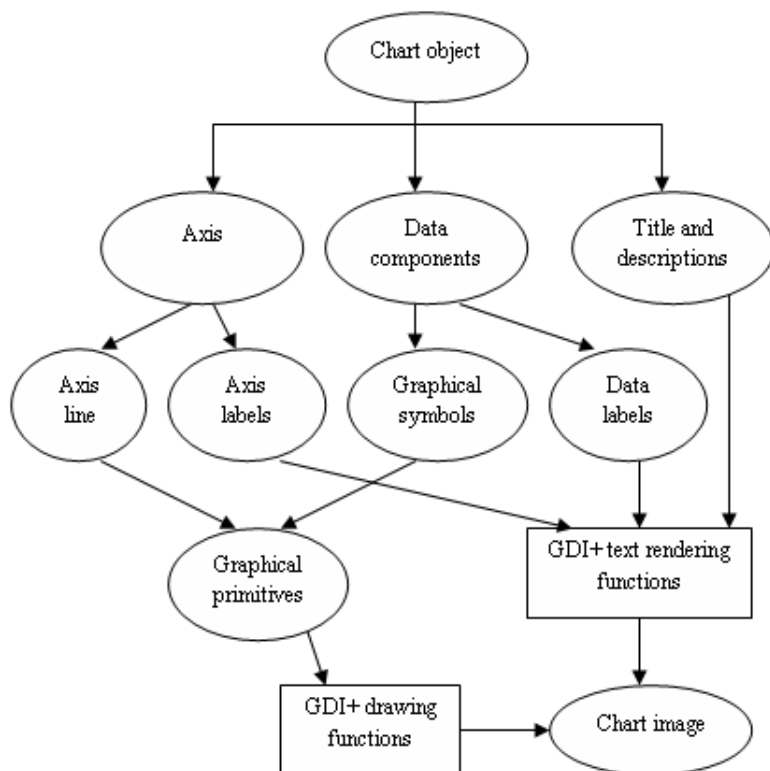 Chart object
Axis
Data
components
Title and
descriptions
Axis
line
Axis
labels
Graphical
symbols
Data
labels
Graphical
primitives
GDI+ text rendering
functions
GDI+ drawing
functions
Chart image